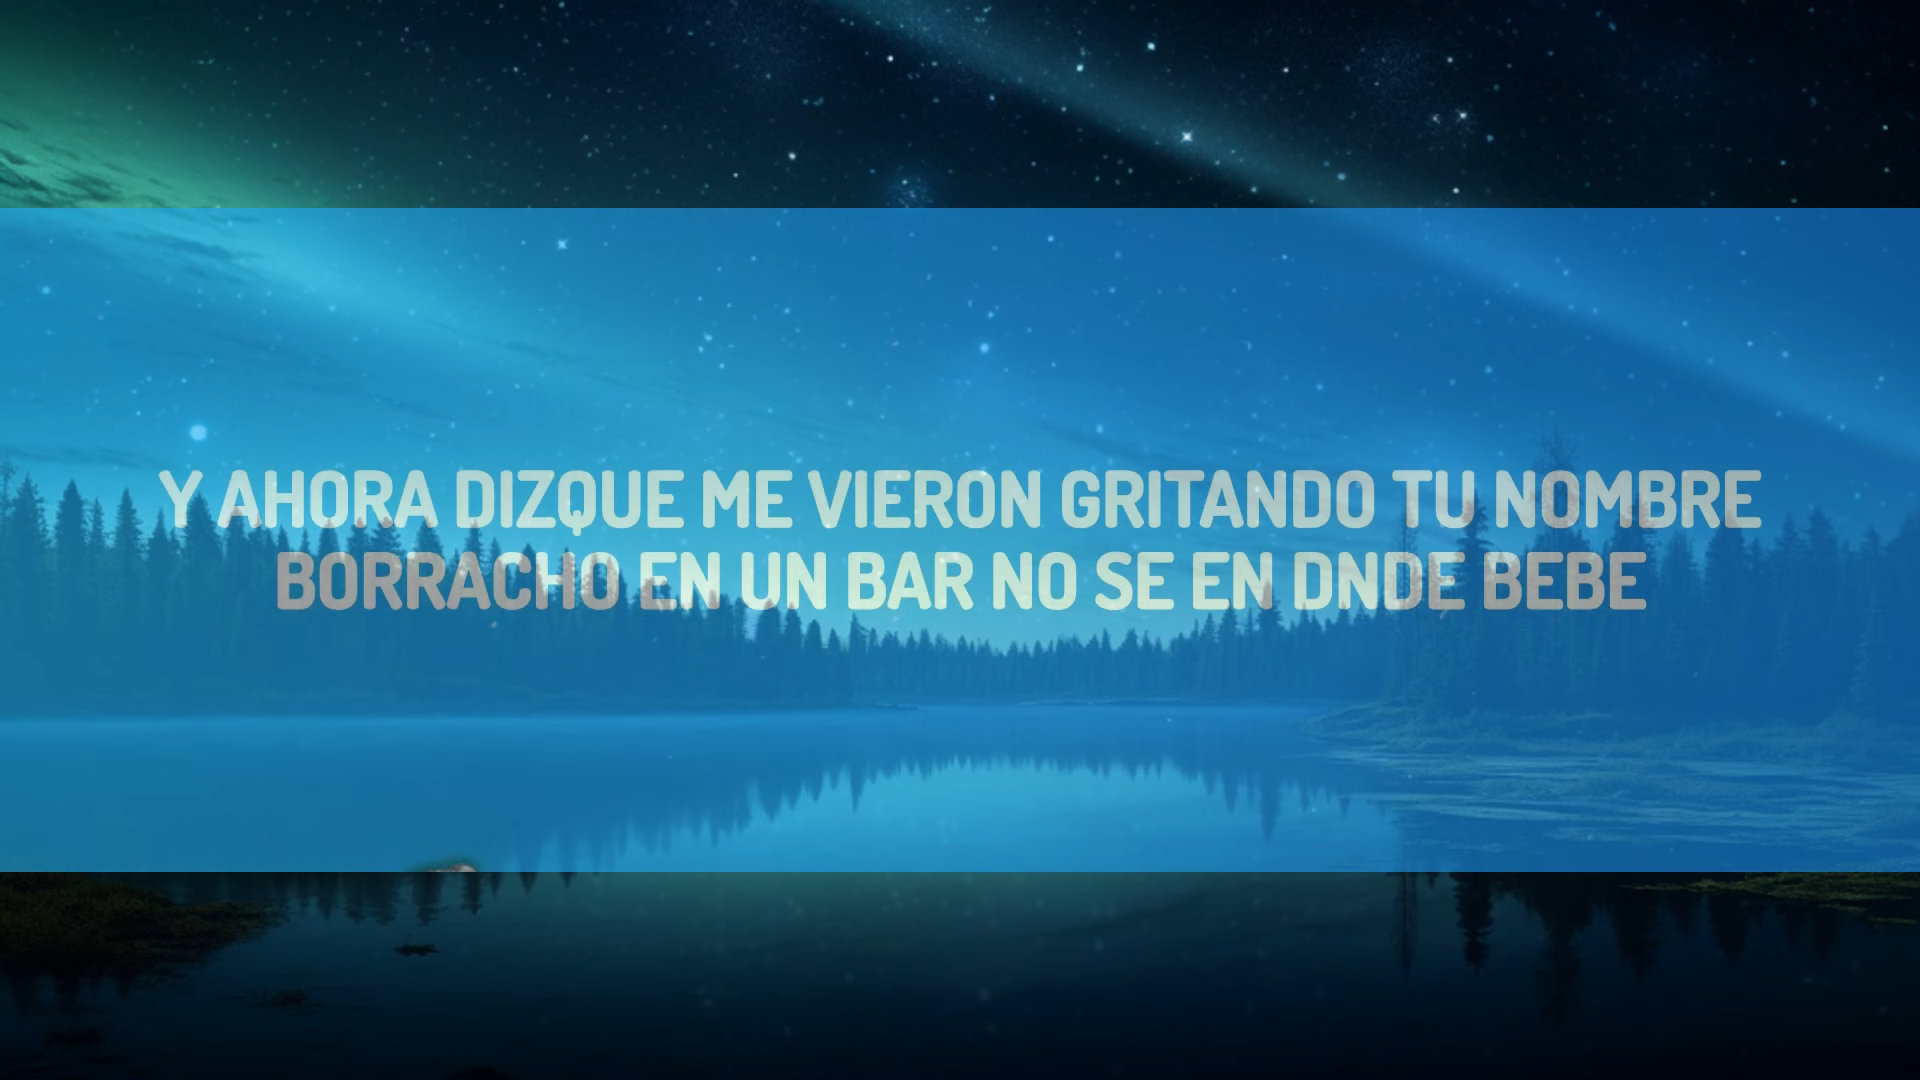 Y AHORA DIZQUE ME VIERON GRITANDO TU NOMBRE
BORRACHO EN UN BAR NO SE EN DNDE BEBE